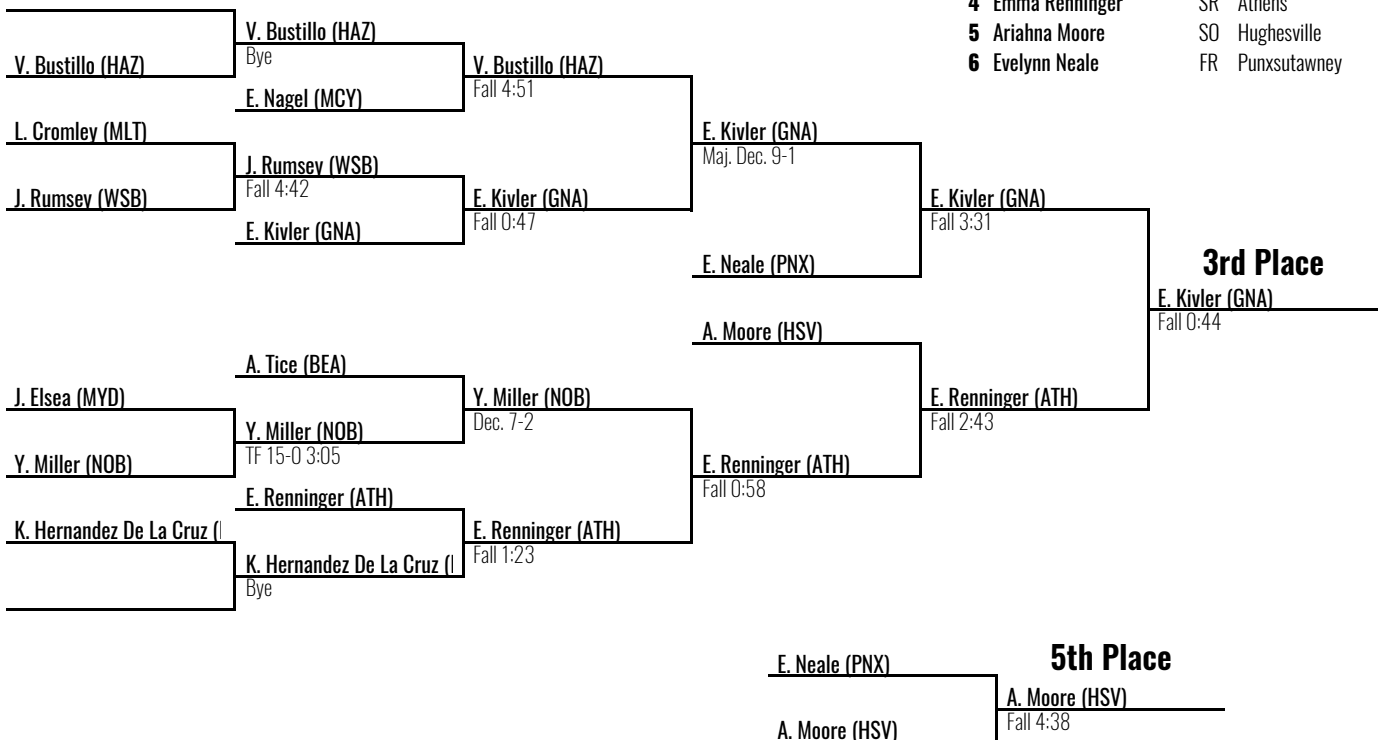 4 Emma Renninger SR Athens
5 Ariahna Moore SO Hughesville
6 Evelynn Neale FR Punxsutawney
V. Bustillo (HAZ)
Bye
V. Bustillo (HAZ)
V. Bustillo (HAZ)
Fall 4:51
E. Nagel (MCY)
L. Cromley (MLT)
E. Kivler (GNA)
Maj. Dec. 9-1
J. Rumsey (WSB)
Fall 4:42
J. Rumsey (WSB)
E. Kivler (GNA)
Fall 0:47
E. Kivler (GNA)
Fall 3:31
E. Kivler (GNA)
E. Neale (PNX)
3rd Place
E. Kivler (GNA)
Fall 0:44
A. Moore (HSV)
A. Tice (BEA)
J. Elsea (MYD)
Y. Miller (NOB)
Dec. 7-2
E. Renninger (ATH)
Fall 2:43
Y. Miller (NOB)
TF 15-0 3:05
Y. Miller (NOB)
E. Renninger (ATH)
Fall 0:58
E. Renninger (ATH)
K. Hernandez De La Cruz (
E. Renninger (ATH)
Fall 1:23
K. Hernandez De La Cruz (
Bye
E. Neale (PNX)
5th Place
A. Moore (HSV)
Fall 4:38
A. Moore (HSV)